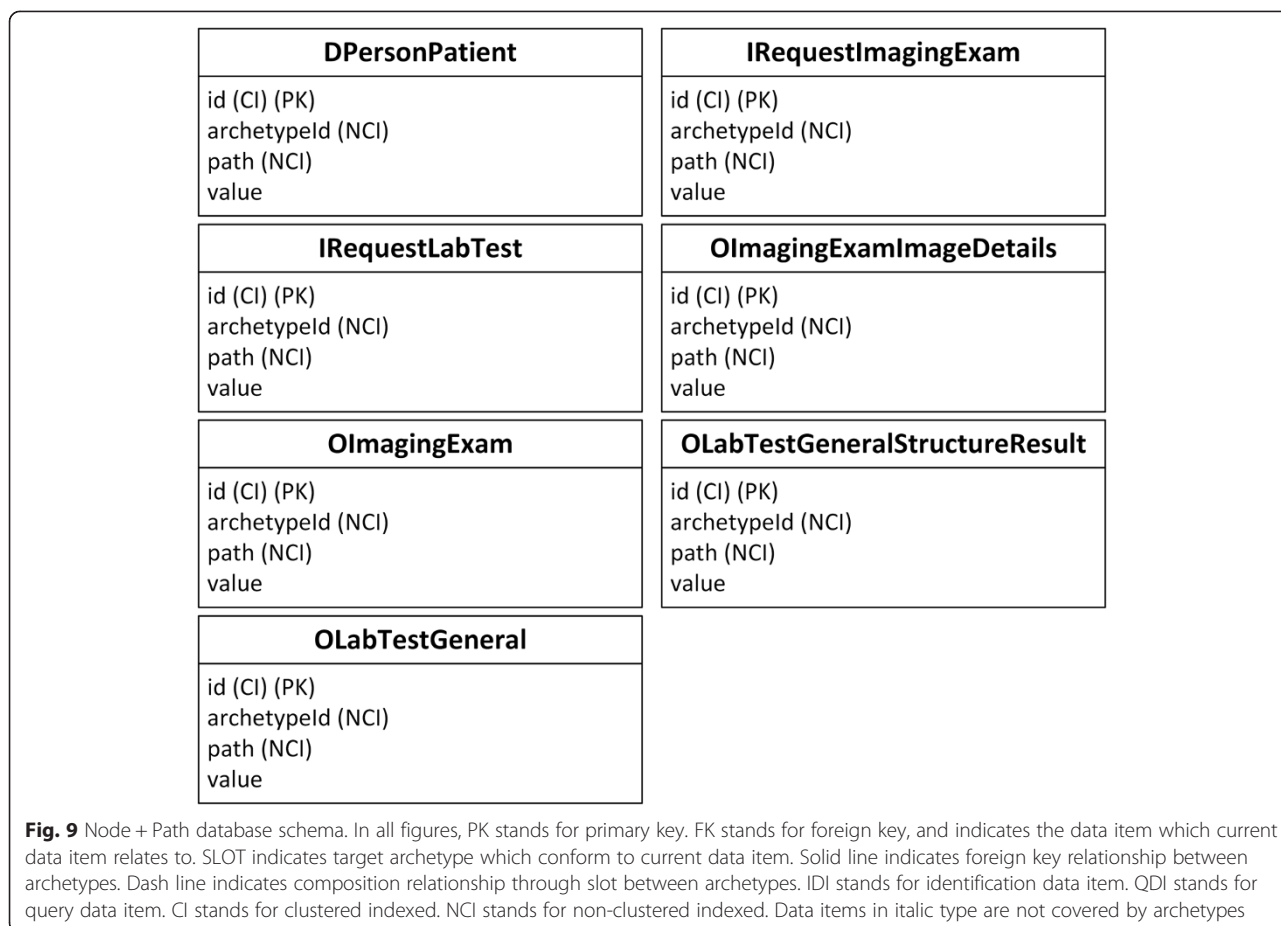 DPersonPatient
id (CI) (PK)
archetypeId (NCI)
path (NCI)
value
IRequestImagingExam
id (CI) (PK)
archetypeId (NCI)
path (NCI)
value
IRequestLabTest
id (CI) (PK)
archetypeId (NCI)
path (NCI)
value
OImagingExamImageDetails
id (CI) (PK)
archetypeId (NCI)
path (NCI)
value
OImagingExam
id (CI) (PK)
archetypeId (NCI)
path (NCI)
value
OLabTestGeneralStructureResult
id (CI) (PK)
archetypeId (NCI)
path (NCI)
value
OLabTestGeneral
id (CI) (PK)
archetypeId (NCI)
path (NCI)
value
Fig. 9 Node + Path database schema. In all figures, PK stands for primary key. FK stands for foreign key, and indicates the data item which current
data item relates to. SLOT indicates target archetype which conform to current data item. Solid line indicates foreign key relationship between
archetypes. Dash line indicates composition relationship through slot between archetypes. IDI stands for identification data item. QDI stands for
query data item. CI stands for clustered indexed. NCI stands for non-clustered indexed. Data items in italic type are not covered by archetypes